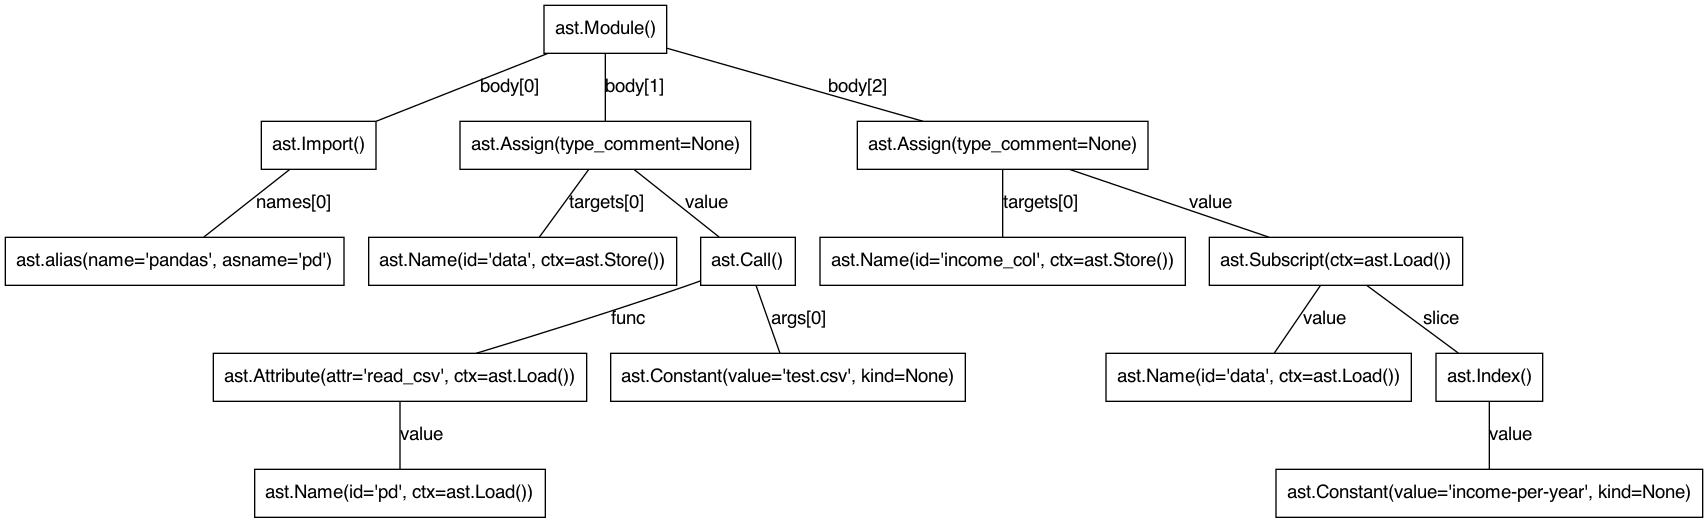 ast.Module()
body[0]
body[1]
body[2]
ast.Import()
ast.Assign(type_comment=None)
ast.Assign(type_comment=None)
names[0]
targets[0]
value
targets[0]
value
ast.alias(name='pandas', asname='pd')
ast.Name(id='data', ctx=ast.Store())
ast.Call()
ast.Name(id='income_col', ctx=ast.Store())
ast.Subscript(ctx=ast.Load())
func
args[0]
value
slice
ast.Attribute(attr='read_csv', ctx=ast.Load())
ast.Constant(value='test.csv', kind=None)
ast.Name(id='data', ctx=ast.Load())
ast.Index()
value
value
ast.Name(id='pd', ctx=ast.Load())
ast.Constant(value='income-per-year', kind=None)